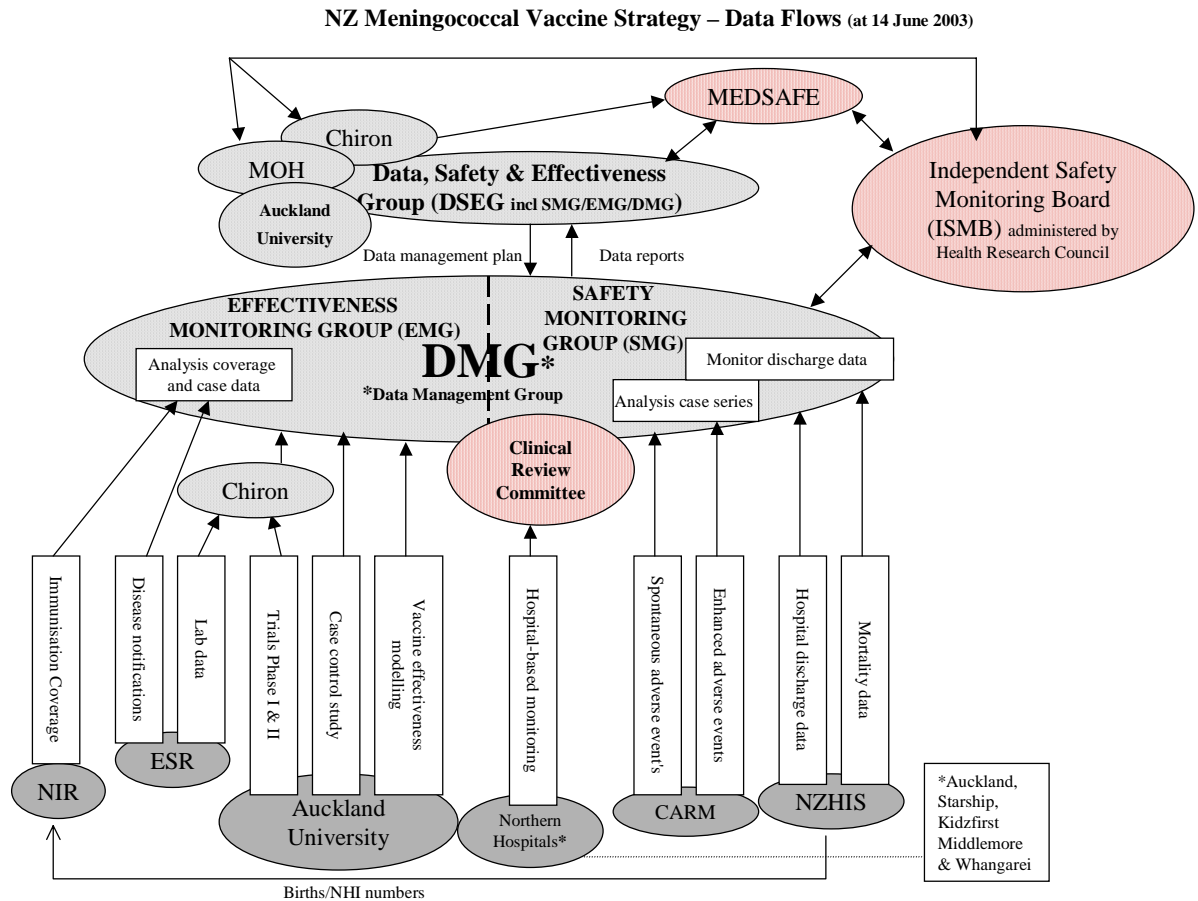 NZ Meningococcal Vaccine Strategy – Data Flows (at 14 June 2003)
MEDSAFE
Chiron
MOH
Auckland
University
Data, Safety & Effectiveness
Group (DSEG incl SMG/EMG/DMG)
Independent Safety
Monitoring Board
(ISMB) administered by
Health Research Council
Data management plan
Data reports
EFFECTIVENESS
MONITORING GROUP (EMG)
SAFETY
MONITORING
GROUP (SMG)
DMG*
*Data Management Group
Analysis coverage
and case data
Monitor discharge data
Analysis case series
Clinical
Review
Committee
Chiron
Immunisation Coverage
Disease notifications
Lab data
Trials Phase I & II
Case control study
Vaccine effectiveness
modelling
Hospital-based monitoring
Spontaneous adverse event's
Enhanced adverse events
Hospital discharge data
Mortality data
NIR
ESR
Auckland
University
Northern
Hospitals*
CARM
NZHIS
*Auckland,
Starship,
Kidzfirst
Middlemore
& Whangarei
Births/NHI numbers